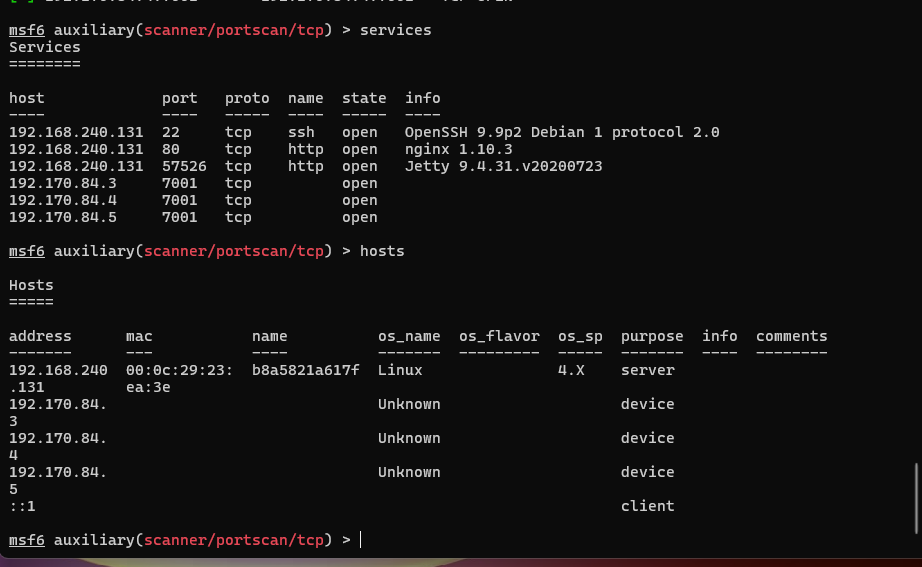 msf6 auxiliary(scanner/portscan/tcp) > services
Services
========
host port proto name state info
---- ---- ----- ---- ----- ----
192.168.240.131 22 tcp ssh open OpenSSH 9.9p2 Debian 1 protocol 2.0
192.168.240.131 80 tcp http open nginx 1.10.3
192.168.240.131 57526 tcp http open Jetty 9.4.31.v20200723
192.170.84.3 7001 tcp open
192.170.84.4 7001 tcp open
192.170.84.5 7001 tcp open
msf6 auxiliary(scanner/portscan/tcp) > hosts
Hosts
=====
address mac name os_name os_flavor os_sp purpose info comments
------- --- ---- ------- --------- ----- ------- ---- --------
192.168.240 00:0c:29:23: b8a5821a617f Linux 4.X server
.131 ea:3e
192.170.84. Unknown device
3
192.170.84. Unknown device
4
192.170.84. Unknown device
5
::1 client
msf6 auxiliary(scanner/portscan/tcp) >